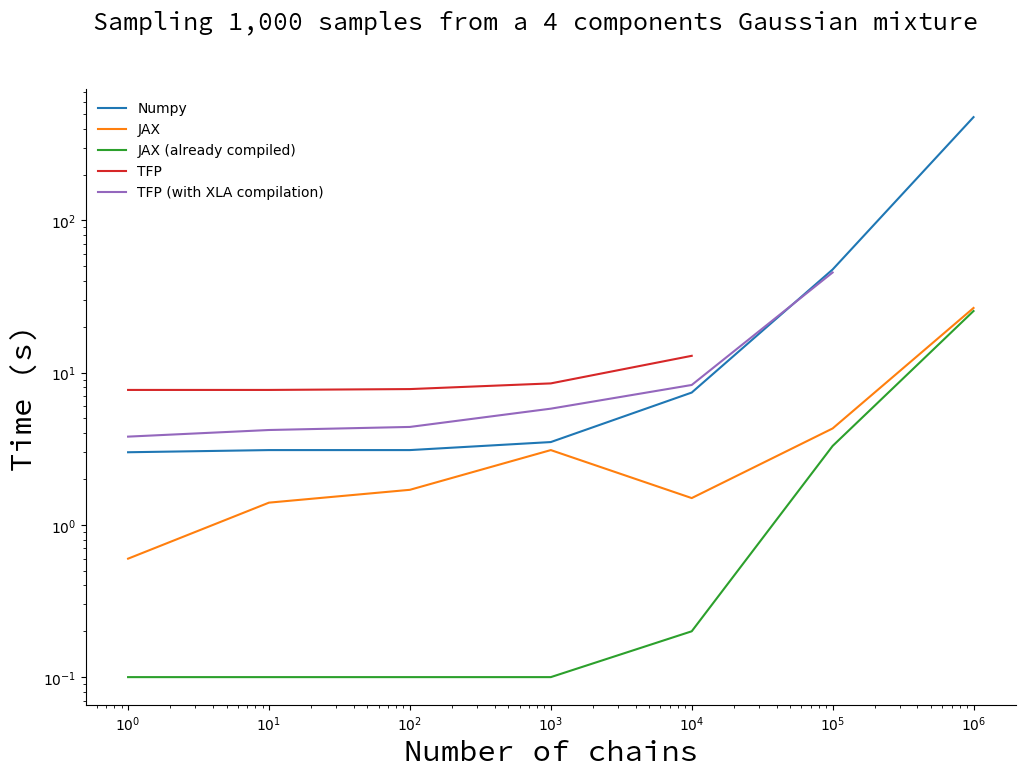 Sampling 1,000 samples from a 4 components Gaussian mixture
Numpy
JAX
JAX (already compiled)
TFP
TFP (with XLA compilation)
Time (s)
10²
10¹
10⁰
10⁻¹
10⁰ 10¹ 10² 10³ 10⁴ 10⁵ 10⁶
Number of chains